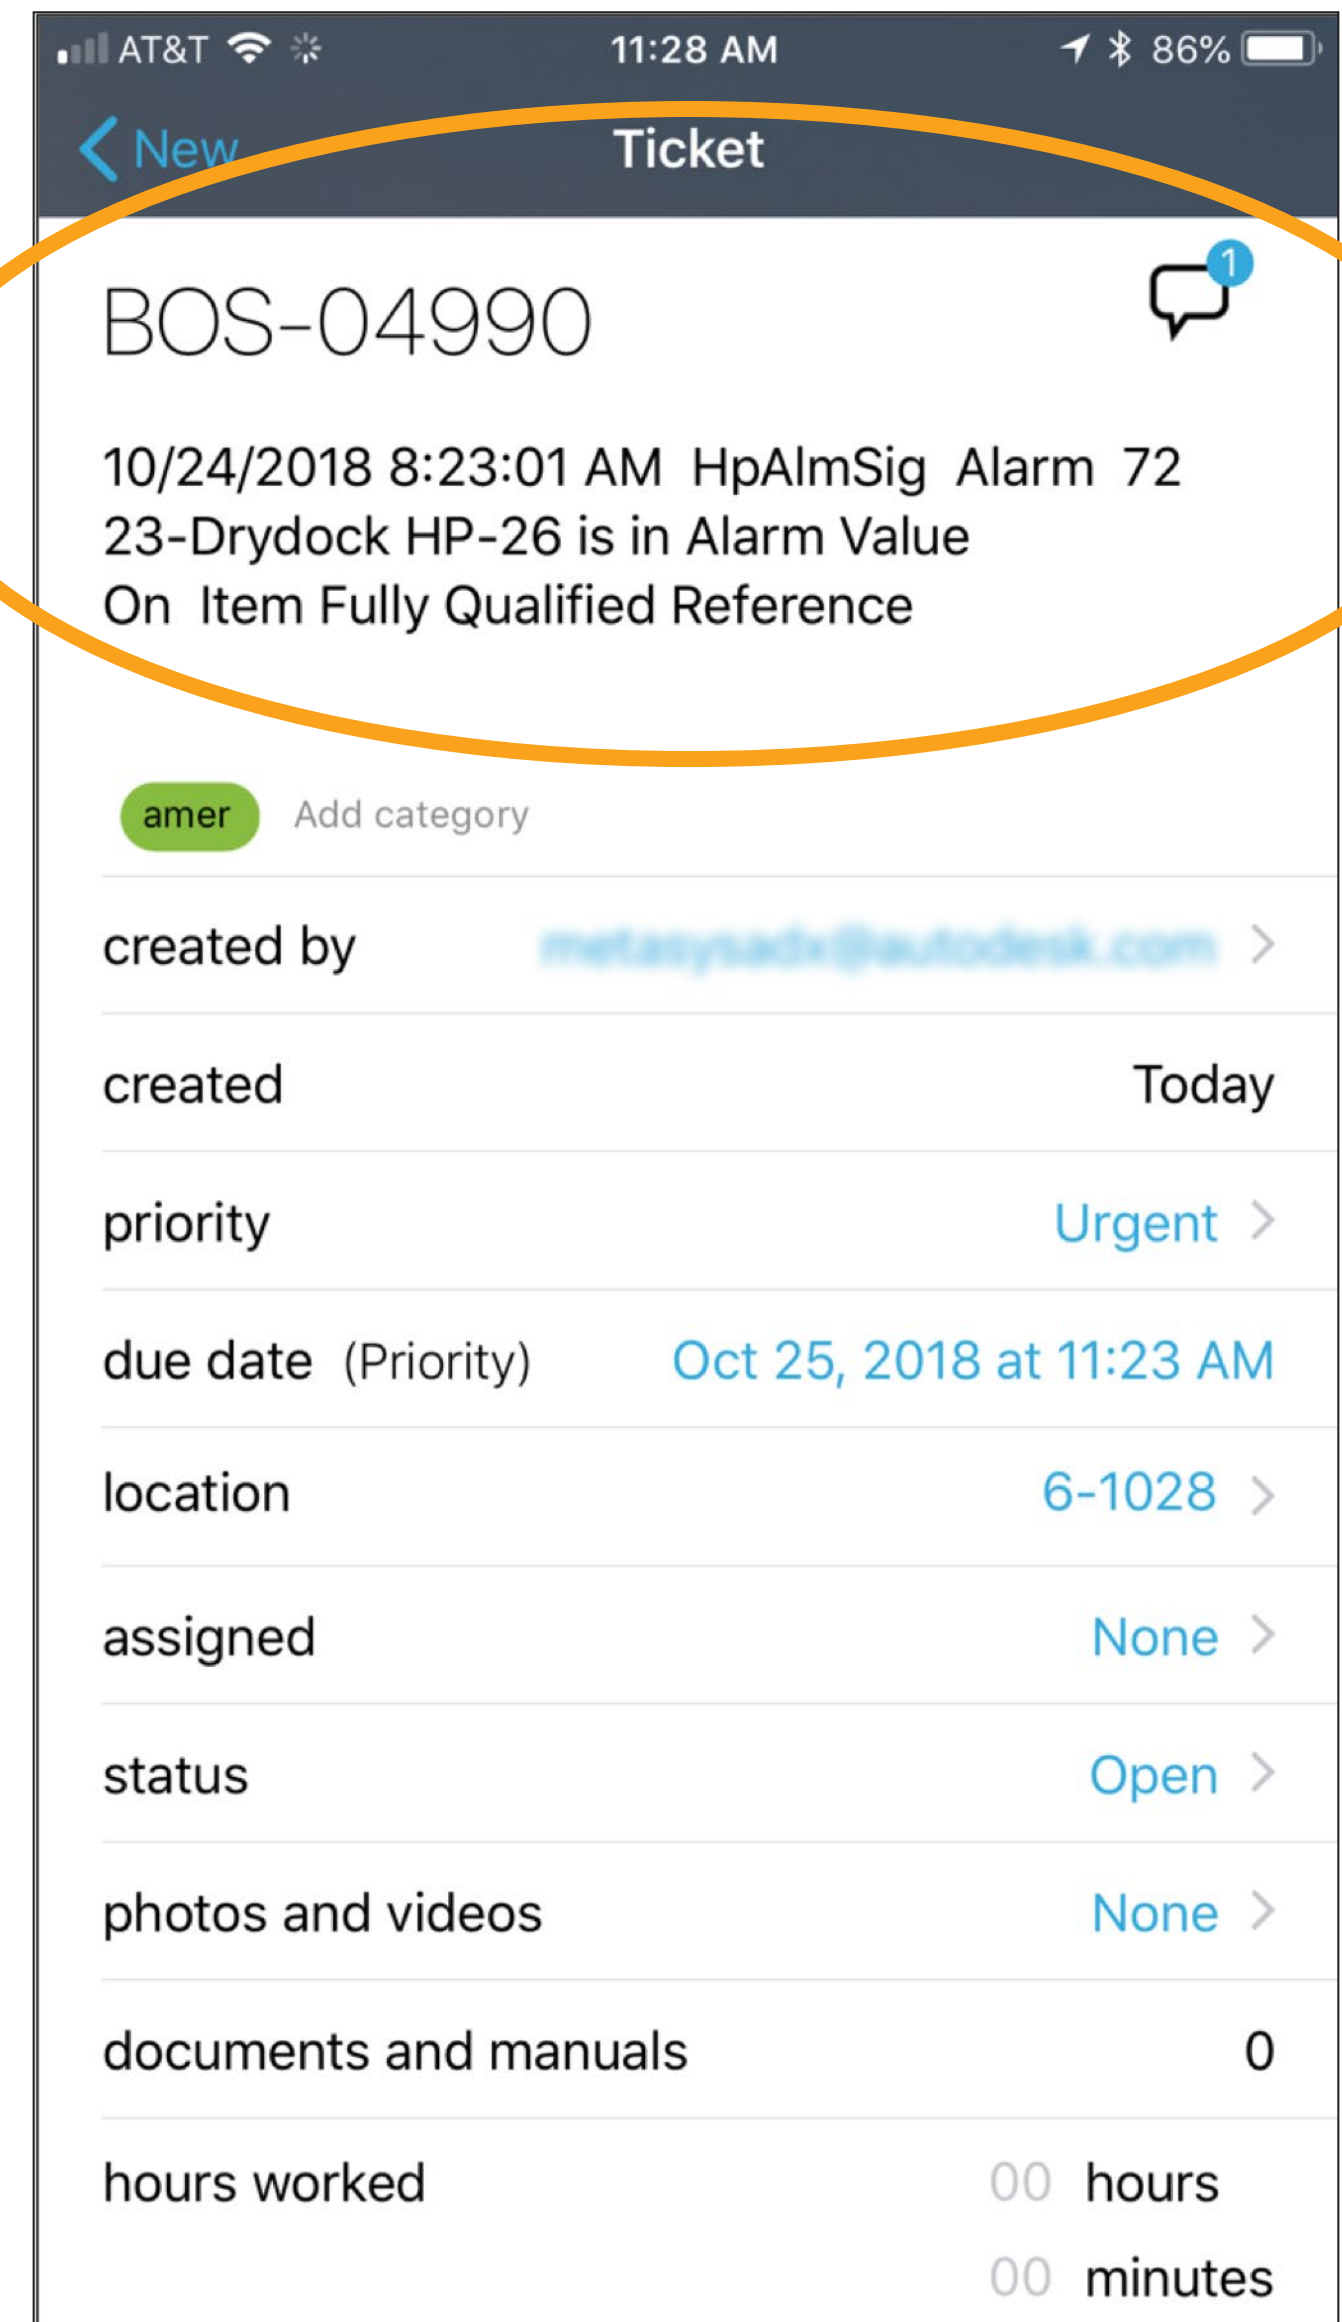 AT&T 11:28 AM 86%
New Ticket
BOS-04990 1
10/24/2018 8:23:01 AM HpAlmSig Alarm 72
23-Drydock HP-26 is in Alarm Value
On Item Fully Qualified Reference
amer Add category
created by
created Today
priority Urgent
due date (Priority) Oct 25, 2018 at 11:23 AM
location 6-1028
assigned None
status Open
photos and videos None
documents and manuals 0
hours worked 00 hours
00 minutes